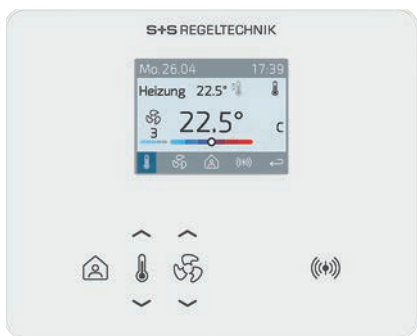 S+S REGELTECHNIK
Mo.26.04 17:39
Heizung 22.5°
3 22.5° C